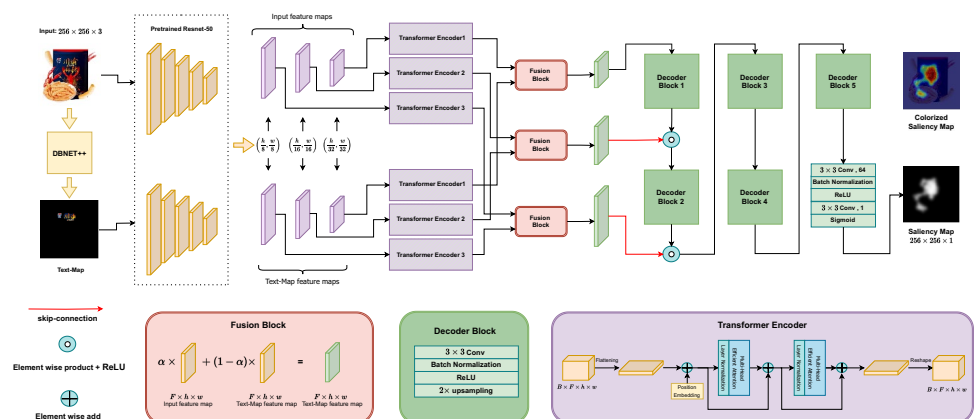 Input: 256 × 256 × 3
Pretrained Resnet-50
Input feature maps
DBNET++
Text-Map
(h/8, w/8) (h/16, w/16) (h/32, w/32)
Text-Map feature maps
Transformer Encoder1
Transformer Encoder 2
Transformer Encoder 3
Transformer Encoder1
Transformer Encoder 2
Transformer Encoder 3
Fusion
Block
Fusion
Block
Fusion
Block
Decoder
Block 1
Decoder
Block 2
Decoder
Block 3
Decoder
Block 4
Decoder
Block 5
3 × 3 Conv , 64
Batch Normalization
ReLU
3 × 3 Conv , 1
Sigmoid
Colorized
Saliency Map
Saliency Map
256 × 256 × 1
skip-connection
Element wise product + ReLU
Element wise add
Fusion Block
α × + (1 − α) × =
F × h × w F × h × w F × h × w
Input feature map Text-Map feature map Text-Map feature map
Decoder Block
3 × 3 Conv
Batch Normalization
ReLU
2× upsampling
Transformer Encoder
B × F × h × w
Flattening
Position
Embedding
Layer Normalization
Multi-Head
Efficient Attention
Layer Normalization
Multi-Head
Efficient Attention
Reshape
B × F × h × w